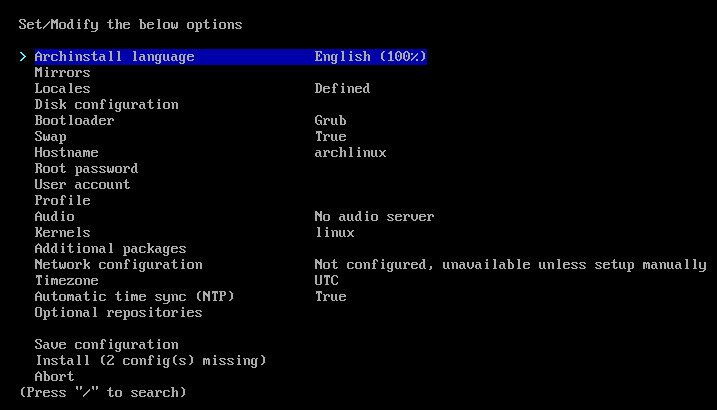 Set/Modify the below options
> Archinstall language English (100%)
Mirrors
Locales Defined
Disk configuration
Bootloader Grub
Swap True
Hostname archlinux
Root password
User account
Profile
Audio No audio server
Kernels linux
Additional packages
Network configuration Not configured, unavailable unless setup manually
Timezone UTC
Automatic time sync (NTP) True
Optional repositories
Save configuration
Install (2 config(s) missing)
Abort
(Press "/" to search)